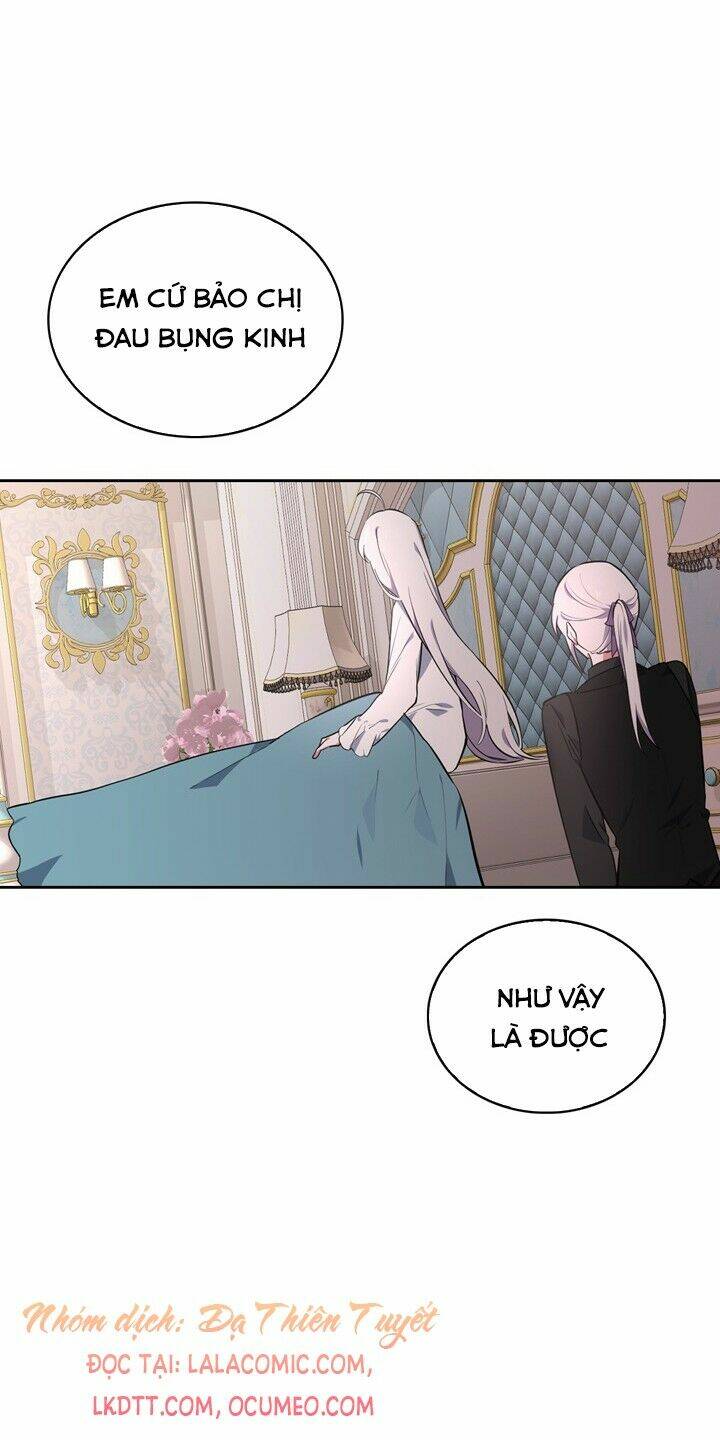 EM CỨ BẢO CHỊ
ĐAU BỤNG KINH
NHƯ VẬY
LÀ ĐƯỢC
Nhóm dịch: Dạ Thiên Tuyết
ĐỌC TẠI: LALACOMIC.COM,
LKDTT.COM, OCUMEO.COM